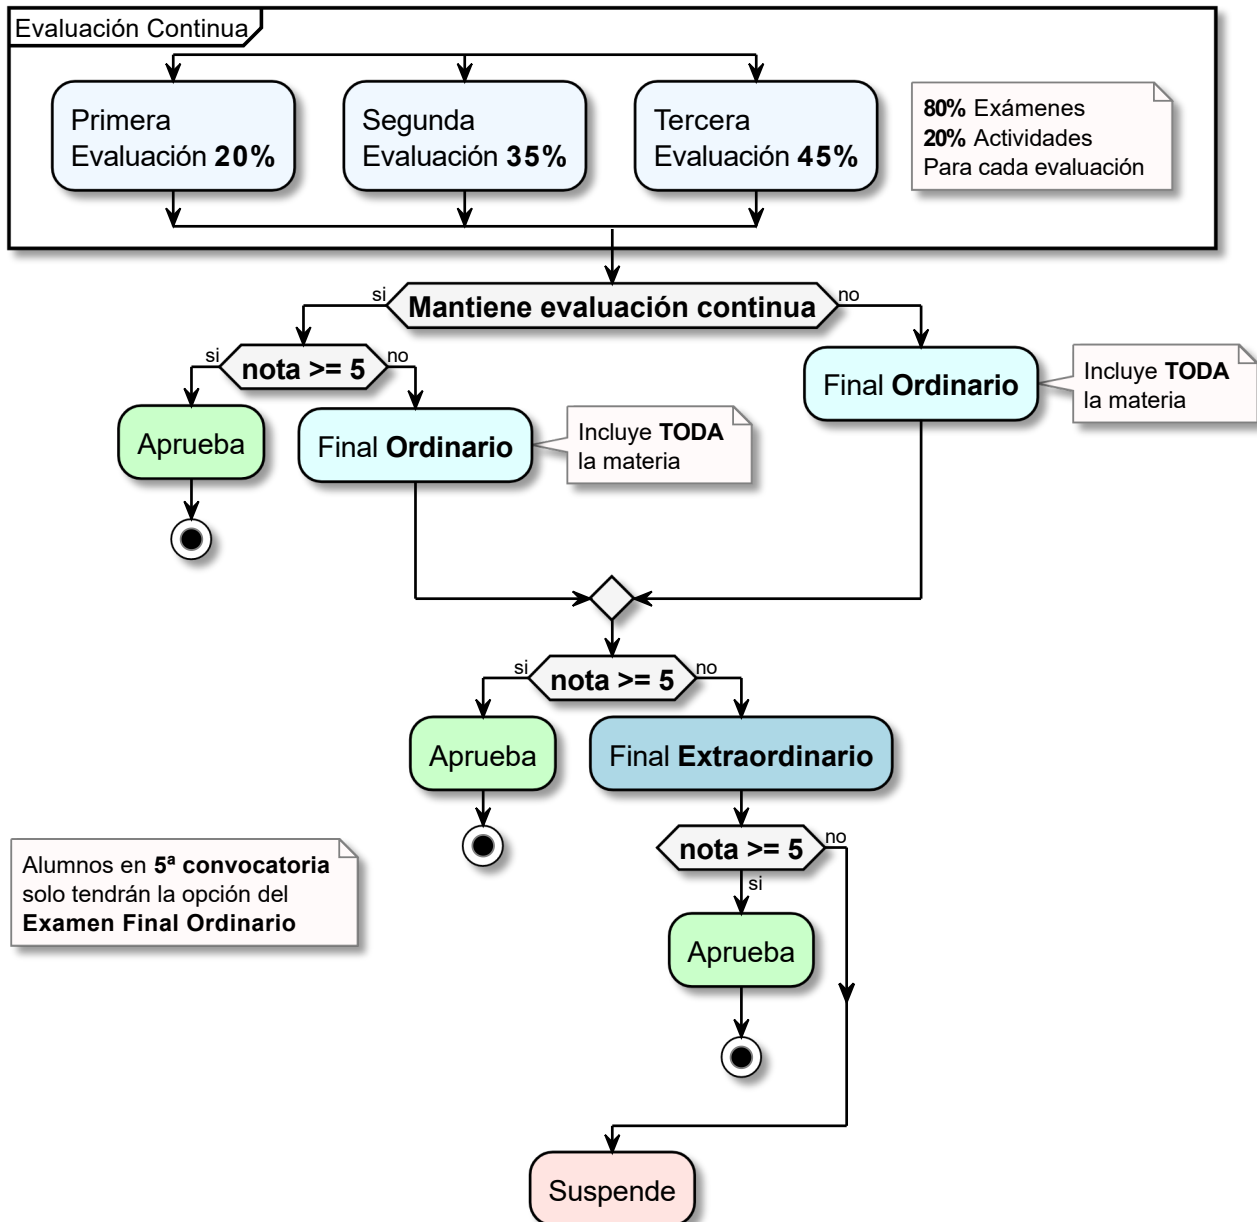 Evaluación Continua
Primera
Evaluación 20%
Segunda
Evaluación 35%
Tercera
Evaluación 45%
80% Exámenes
20% Actividades
Para cada evaluación
si
Mantiene evaluación continua
no
si
nota >= 5
no
Final Ordinario
Incluye TODA
la materia
Aprueba
Final Ordinario
Incluye TODA
la materia
si
nota >= 5
no
Aprueba
Final Extraordinario
nota >= 5
no
si
Alumnos en 5ª convocatoria
solo tendrán la opción del
Examen Final Ordinario
Aprueba
Suspende